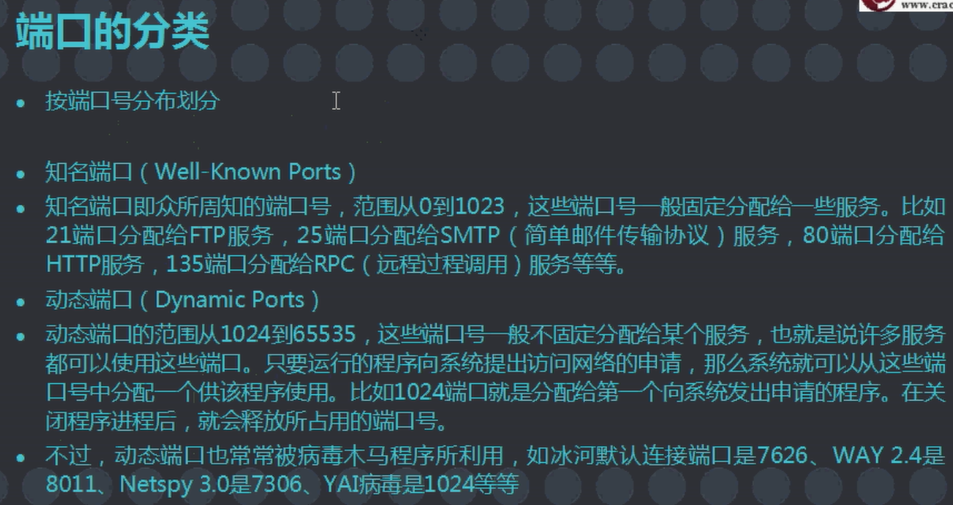 www.crac
端口的分类
按端口号分布划分
知名端口（Well-Known Ports）
知名端口即众所周知的端口号，范围从0到1023，这些端口号一般固定分配给一些服务。比如
21端口分配给FTP服务，25端口分配给SMTP（简单邮件传输协议）服务，80端口分配给
HTTP服务，135端口分配给RPC（远程过程调用）服务等等。
动态端口（Dynamic Ports）
动态端口的范围从1024到65535，这些端口号一般不固定分配给某个服务，也就是说许多服务
都可以使用这些端口。只要运行的程序向系统提出访问网络的申请，那么系统就可以从这些端
口号中分配一个供该程序使用。比如1024端口就是分配给第一个向系统发出申请的程序。在关
闭程序进程后，就会释放所占用的端口号。
不过，动态端口也常常被病毒木马程序所利用，如冰河默认连接端口是7626、WAY 2.4是
8011、Netspy 3.0是7306、YAI病毒是1024等等